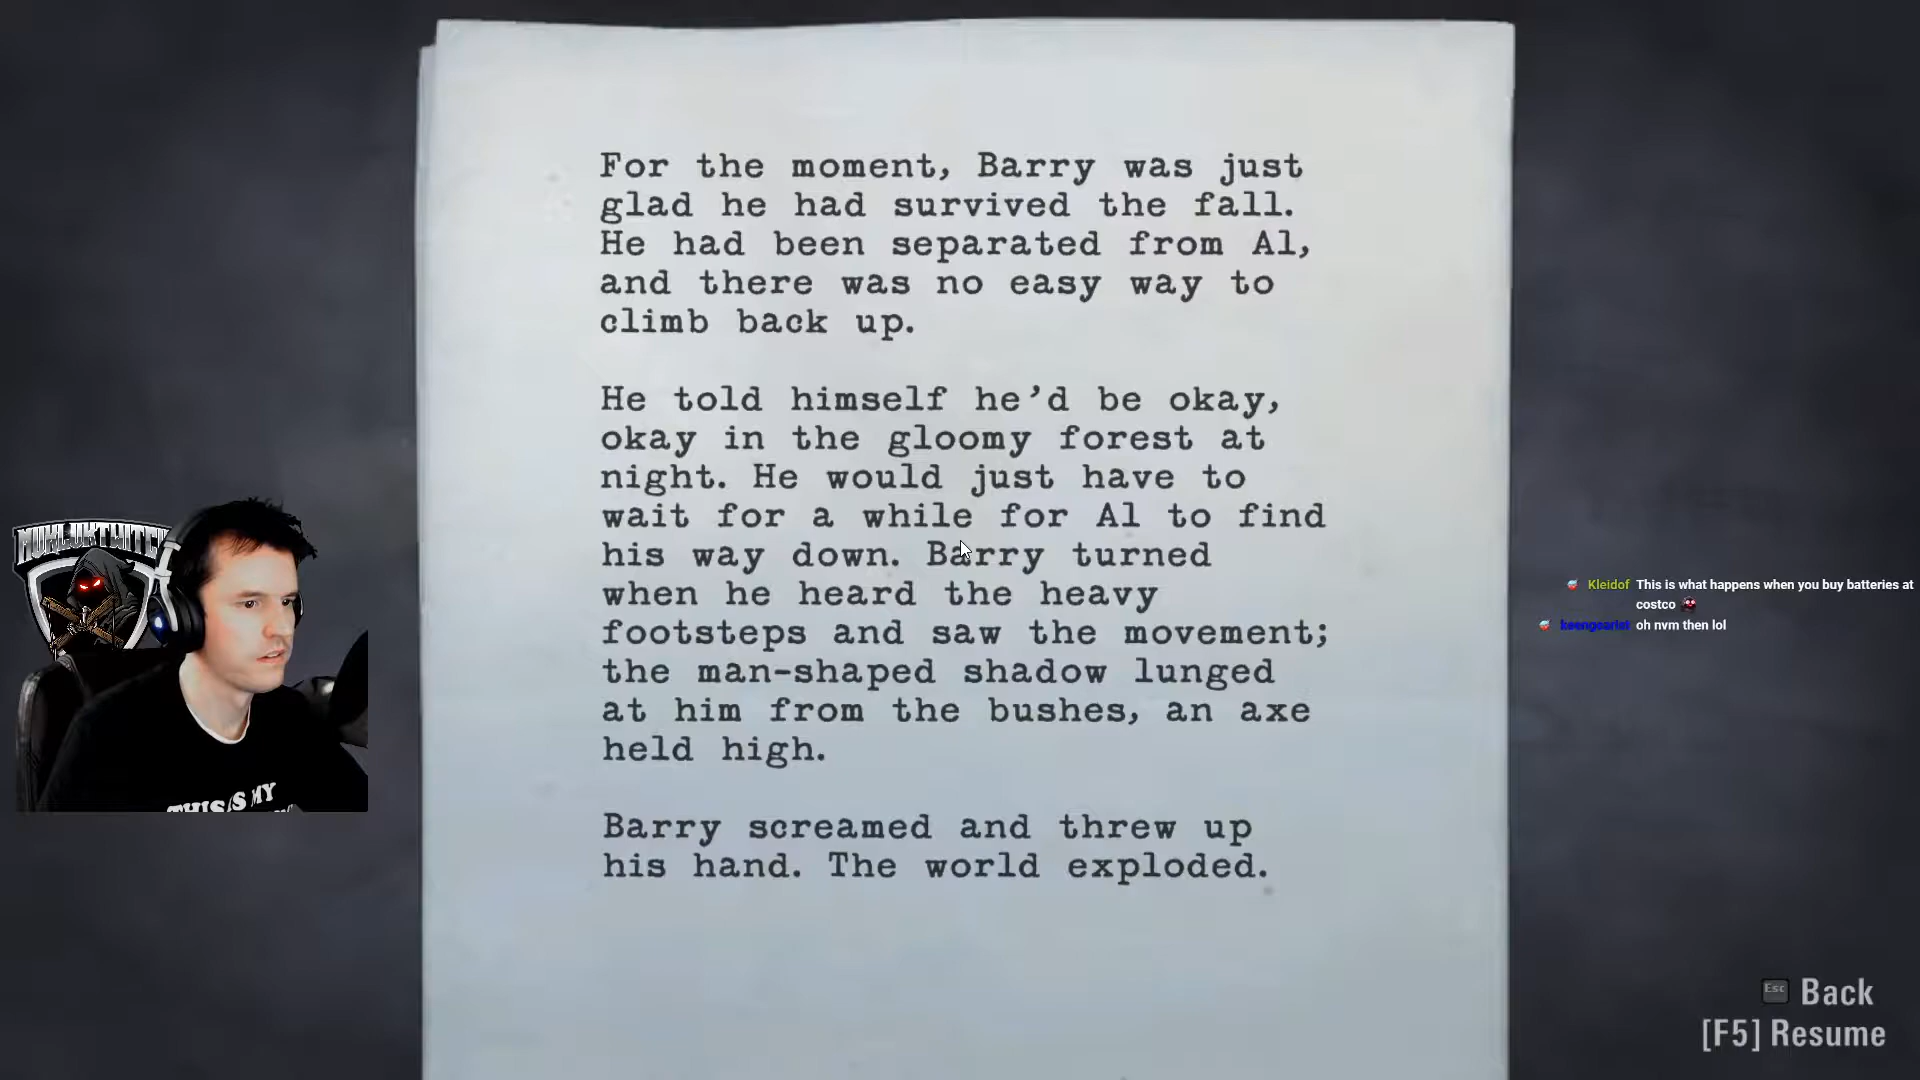 For the moment, Barry was just
glad he had survived the fall.
He had been separated from Al,
and there was no easy way to
climb back up.
He told himself he’d be okay,
okay in the gloomy forest at
night. He would just have to
wait for a while for Al to find
his way down. Barry turned
when he heard the heavy
footsteps and saw the movement;
the man-shaped shadow lunged
at him from the bushes, an axe
held high.
Barry screamed and threw up
his hand. The world exploded.
MUKLUKTWITCH
THIS IS MY
Kleidof This is what happens when you buy batteries at
costco
oh nvm then lol
Esc Back
[F5] Resume